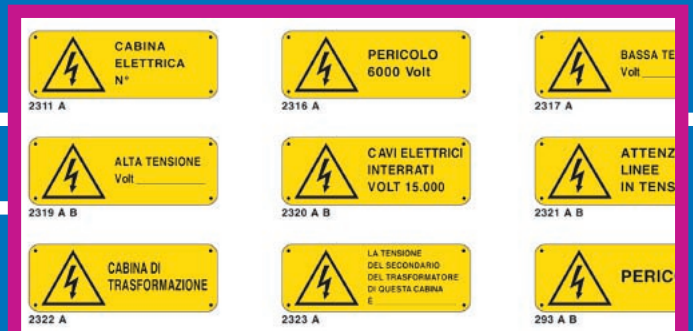 CABINA
ELETTRICA
N°
2311 A
PERICOLO
6000 Volt
2316 A
BASSA TE
Volt
2317 A
ALTA TENSIONE
Volt
2319 A B
CAVI ELETTRICI
INTERRATI
VOLT 15.000
2320 A B
ATTENZ
LINEE
IN TENS
2321 A B
CABINA DI
TRASFORMAZIONE
2322 A
LA TENSIONE
DEL SECONDARIO
DEL TRASFORMATORE
DI QUESTA CABINA
È
2323 A
PERIC
293 A B